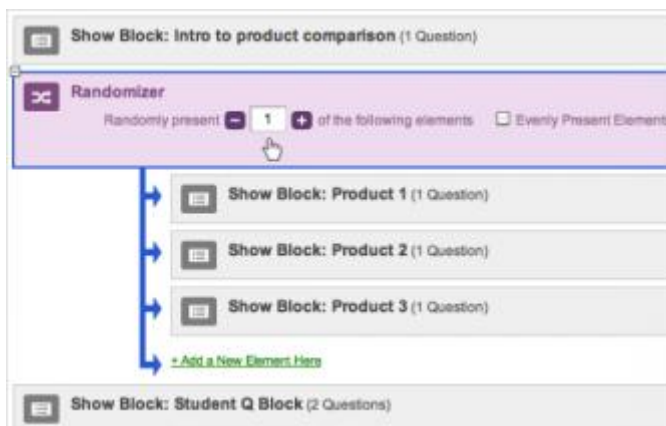 Show Block: Intro to product comparison (1 Question)
Randomizer
Randomly present 1 of the following elements Evenly Present Element
Show Block: Product 1 (1 Question)
Show Block: Product 2 (1 Question)
Show Block: Product 3 (1 Question)
+ Add a New Element Here
Show Block: Student Q Block (2 Questions)